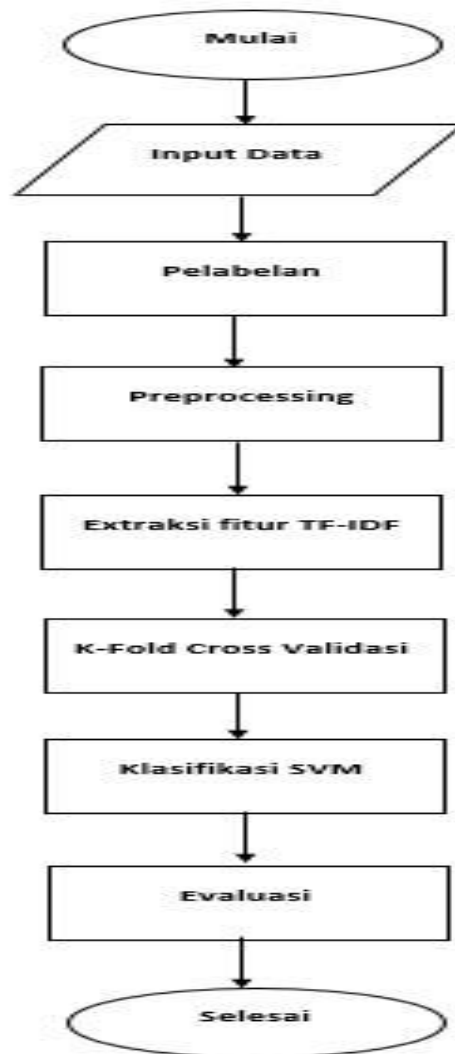 Mulai
Input Data
Pelabelan
Preprocessing
Extraksi fitur TF-IDF
K-Fold Cross Validasi
Klasifikasi SVM
Evaluasi
Selesai